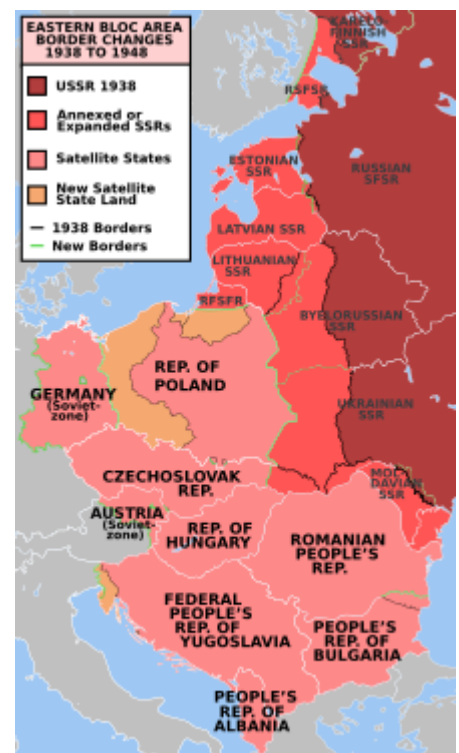 EASTERN BLOC AREA
BORDER CHANGES
1938 TO 1948
USSR 1938
Annexed or
Expanded SSRs
Satellite States
New Satellite
State Land
1938 Borders
New Borders
KARELO-
FINNISH
SSR
RSFSR
ESTONIAN
SSR
RUSSIAN
SFSR
LATVIAN SSR
LITHUANIAN
SSR
RFSFR
BYELORUSSIAN
SSR
REP. OF
POLAND
GERMANY
(Soviet-
zone)
UKRAINIAN
SSR
CZECHOSLOVAK
REP.
MOL-
DAVIAN
SSR
AUSTRIA
(Soviet-
zone)
REP. OF
HUNGARY
ROMANIAN
PEOPLE'S
REP.
FEDERAL
PEOPLE'S
REP. OF
YUGOSLAVIA
PEOPLE'S
REP. OF
BULGARIA
PEOPLE'S
REP. OF
ALBANIA